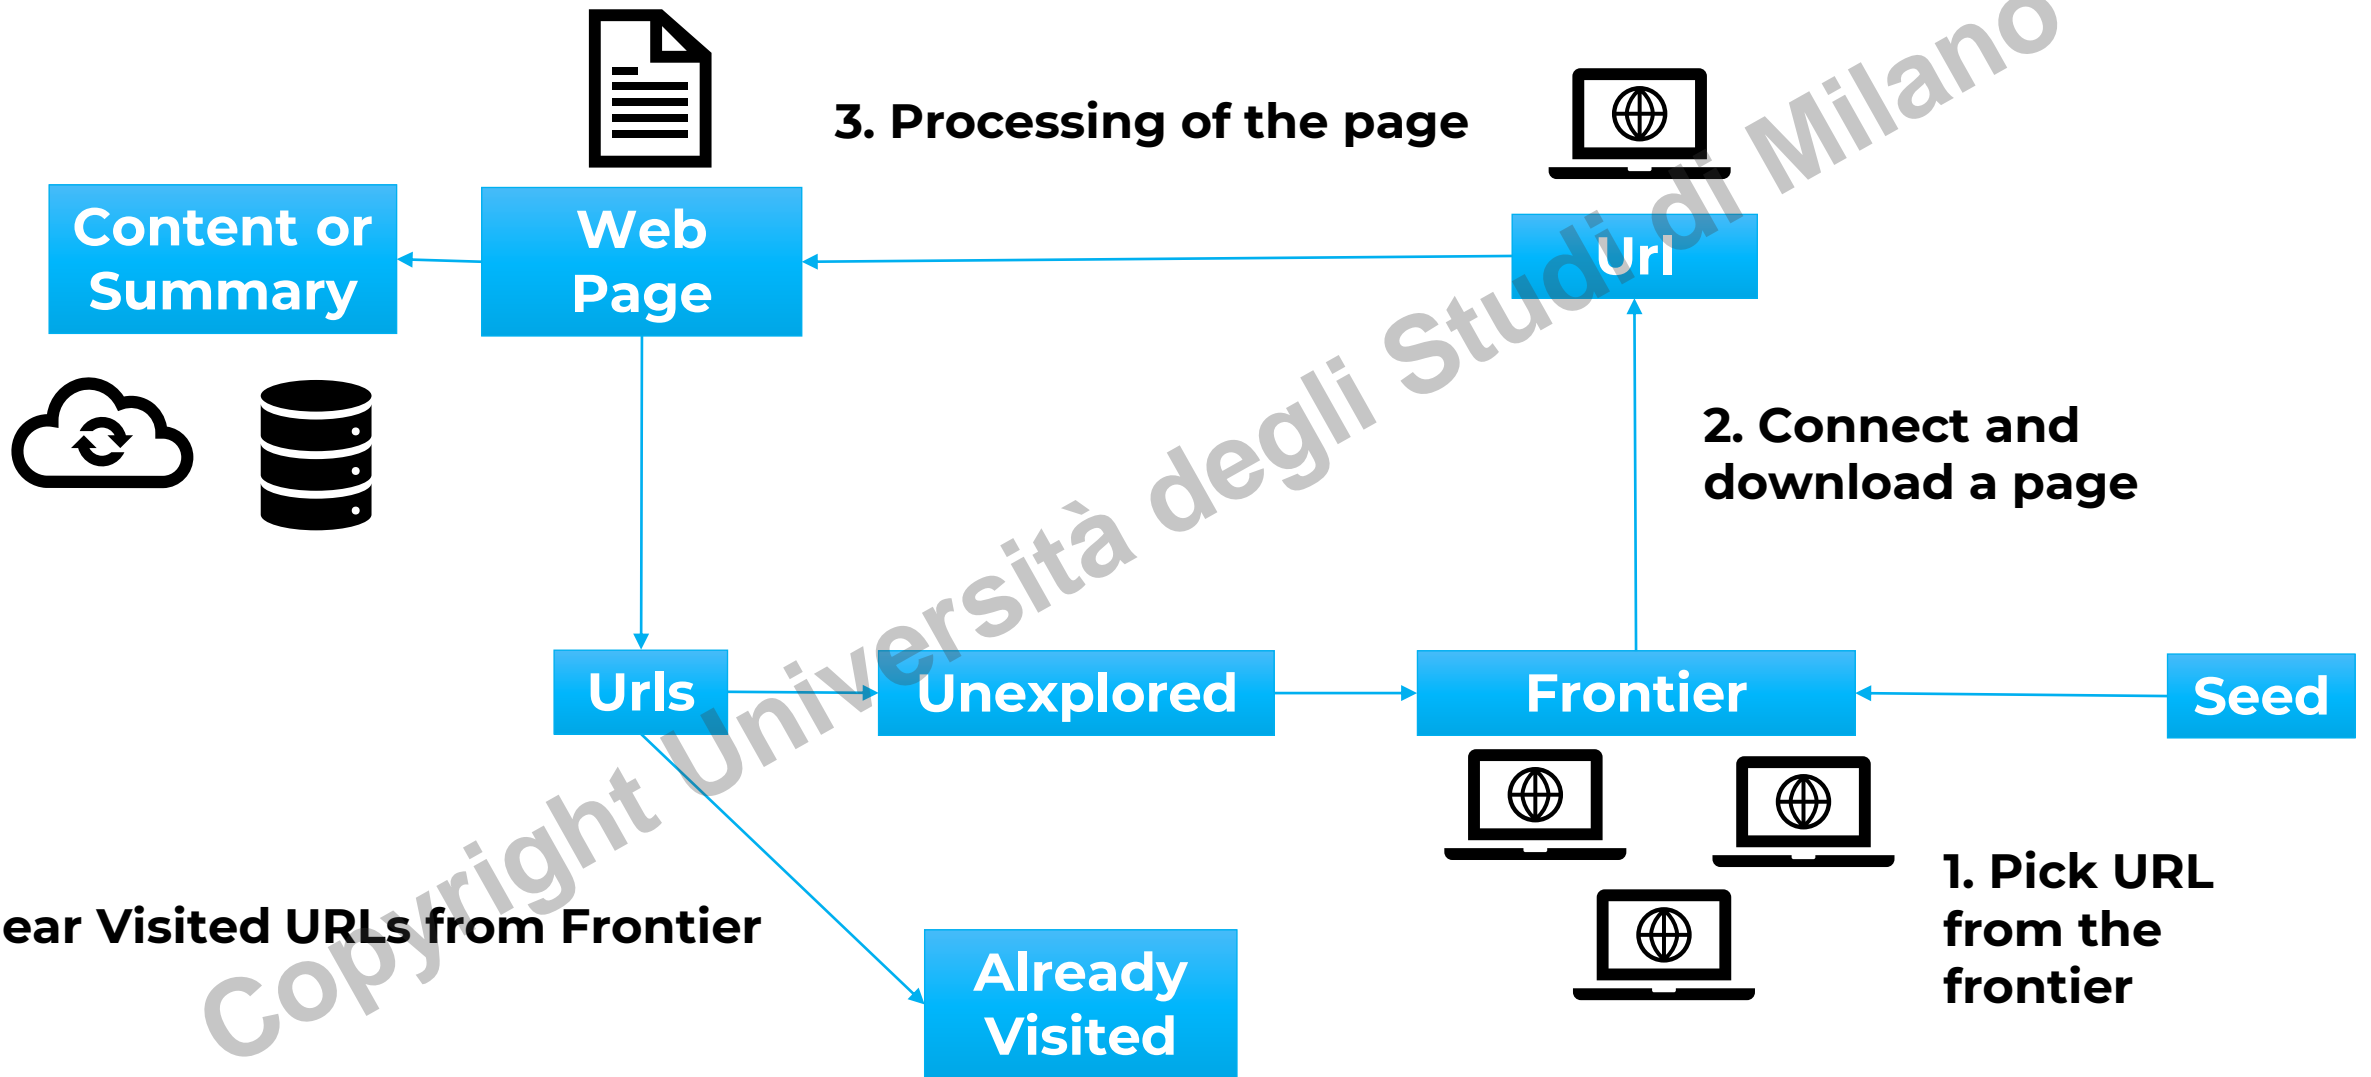 3. Processing of the page
Content or
Summary
Web
Page
Url
2. Connect and
download a page
Urls
Unexplored
Frontier
Seed
1. Pick URL
from the
frontier
ear Visited URLs from Frontier
Already
Visited
Copyright Università degli Studi di Milano